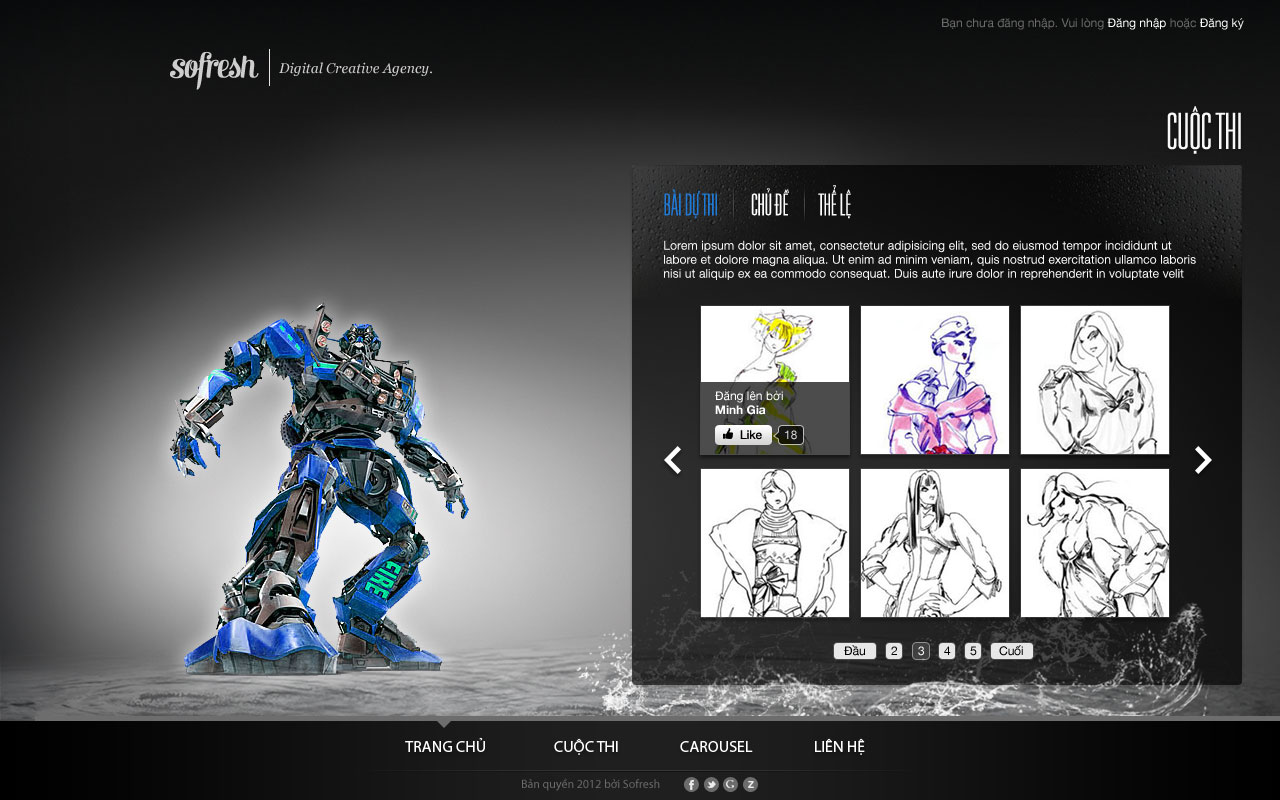 Bạn chưa đăng nhập. Vui lòng Đăng nhập hoặc Đăng ký
sofresh
Digital Creative Agency.
CUỘC THI
BÀI DỰ THI
CHỦ ĐỀ
THỂ LỆ
Lorem ipsum dolor sit amet, consectetur adipisicing elit, sed do eiusmod tempor incididunt ut
labore et dolore magna aliqua. Ut enim ad minim veniam, quis nostrud exercitation ullamco laboris
nisi ut aliquip ex ea commodo consequat. Duis aute irure dolor in reprehenderit in voluptate velit
Đăng lên bởi
Minh Gia
Like 18
FIRE
Đầu 2 3 4 5 Cuối
TRANG CHỦ CUỘC THI CAROUSEL LIÊN HỆ
Bản quyền 2012 bởi Sofresh